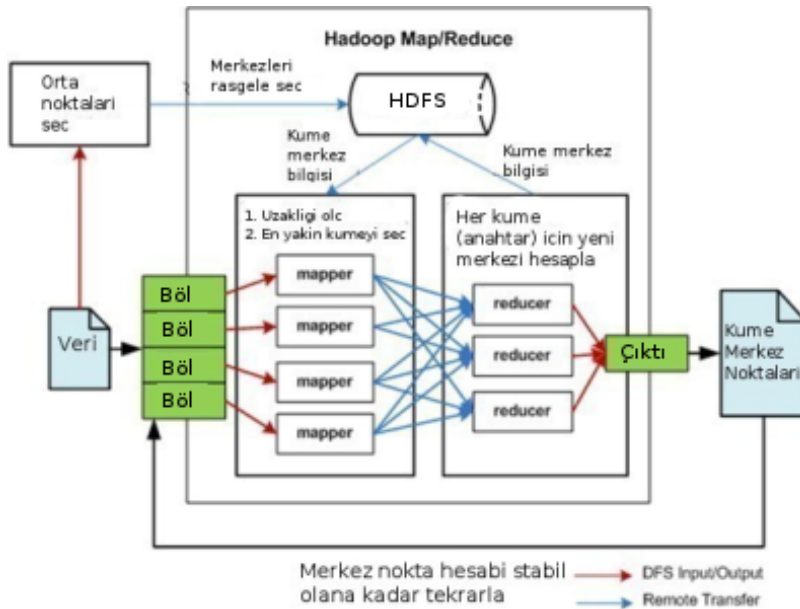 Hadoop Map/Reduce
Orta
noktalari
sec
Merkezleri
rasgele sec
HDFS
Kume
merkez
bilgisi
Kume merkez
bilgisi
1. Uzakligi olc
2. En yakin kumeyi sec
Her kume
(anahtar) icin yeni
merkezi hesapla
Veri
Böl
Böl
Böl
Böl
mapper
mapper
mapper
mapper
reducer
reducer
reducer
Çıktı
Kume
Merkez
Noktalari
Merkez nokta hesabi stabil
olana kadar tekrarla
DFS Input/Output
Remote Transfer